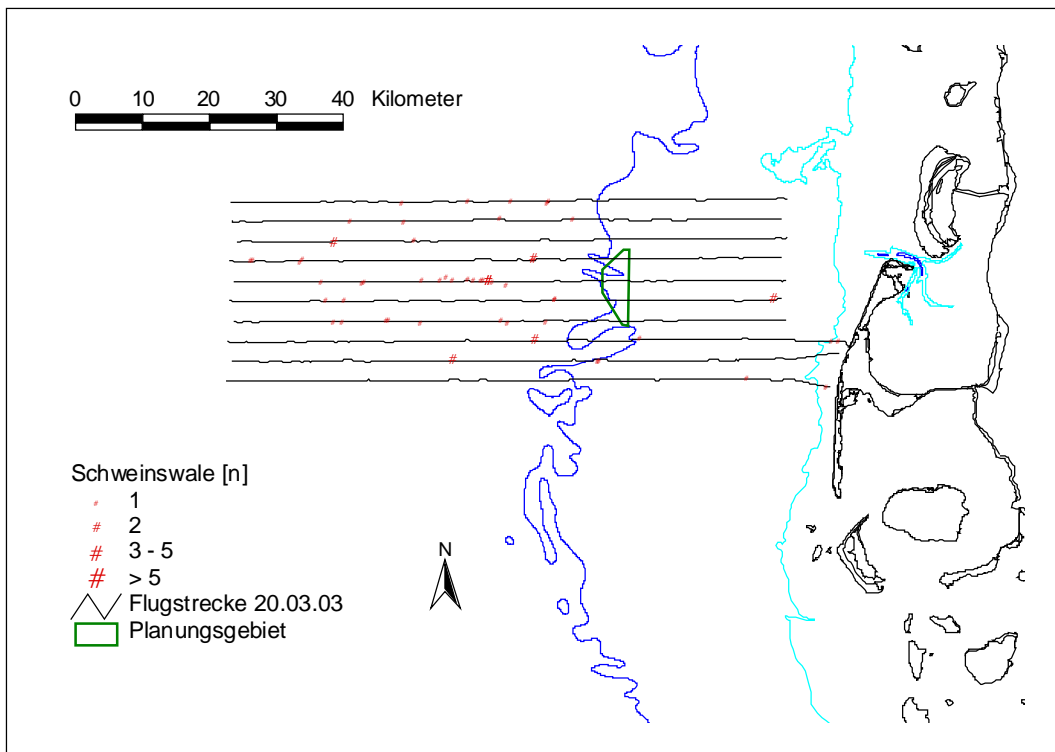 0 10 20 30 40 Kilometer
Schweinswale [n]
# 1
# 2
# 3 - 5
# > 5
Flugstrecke 20.03.03
Planungsgebiet
N